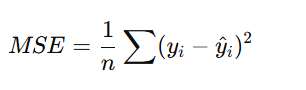 MSE = \frac{1}{n} \sum (y_i - \hat{y}_i)^2